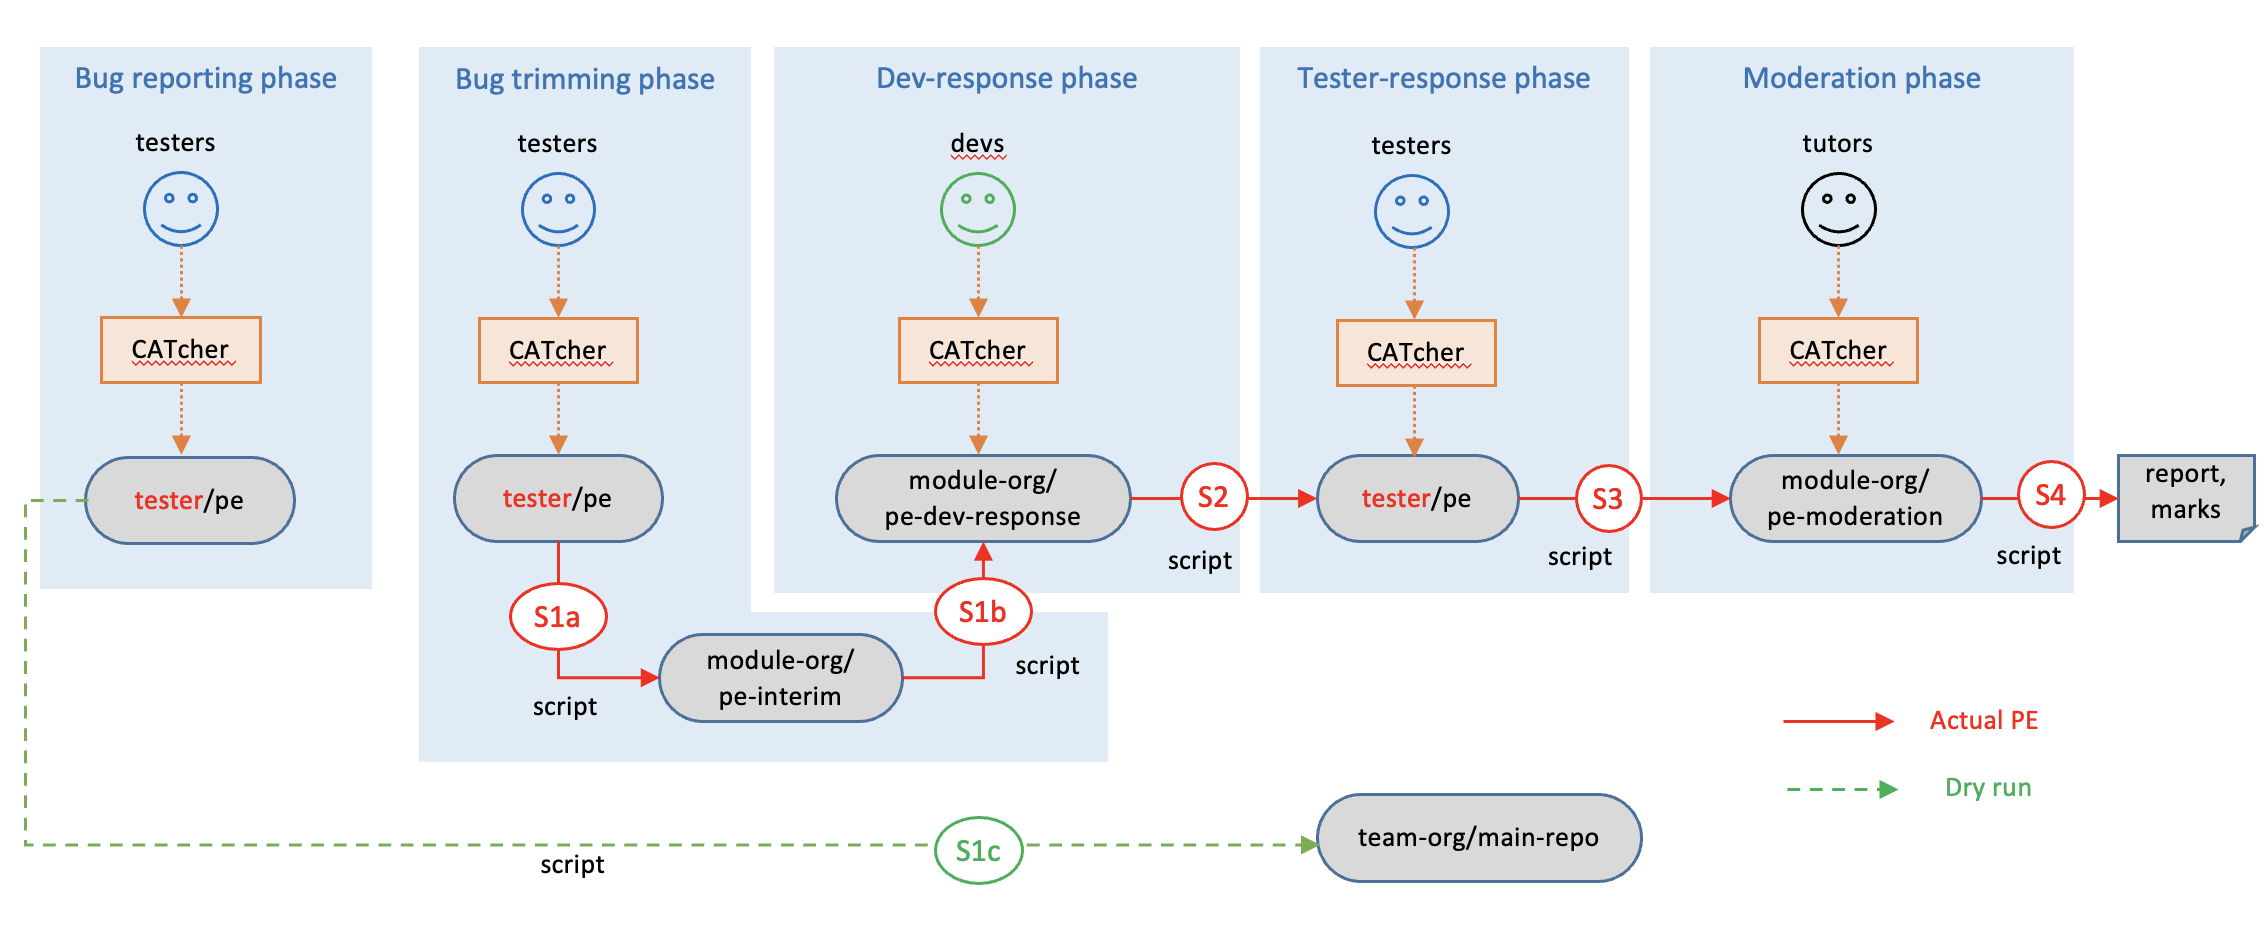 Bug reporting phase
testers
CATcher
tester/pe
Bug trimming phase
testers
CATcher
tester/pe
S1a
script
module-org/
pe-interim
S1b
script
Dev-response phase
devs
CATcher
module-org/
pe-dev-response
S2
script
Tester-response phase
testers
CATcher
tester/pe
S3
script
Moderation phase
tutors
CATcher
module-org/
pe-moderation
S4
script
report,
marks
Actual PE
Dry run
script
S1c
team-org/main-repo